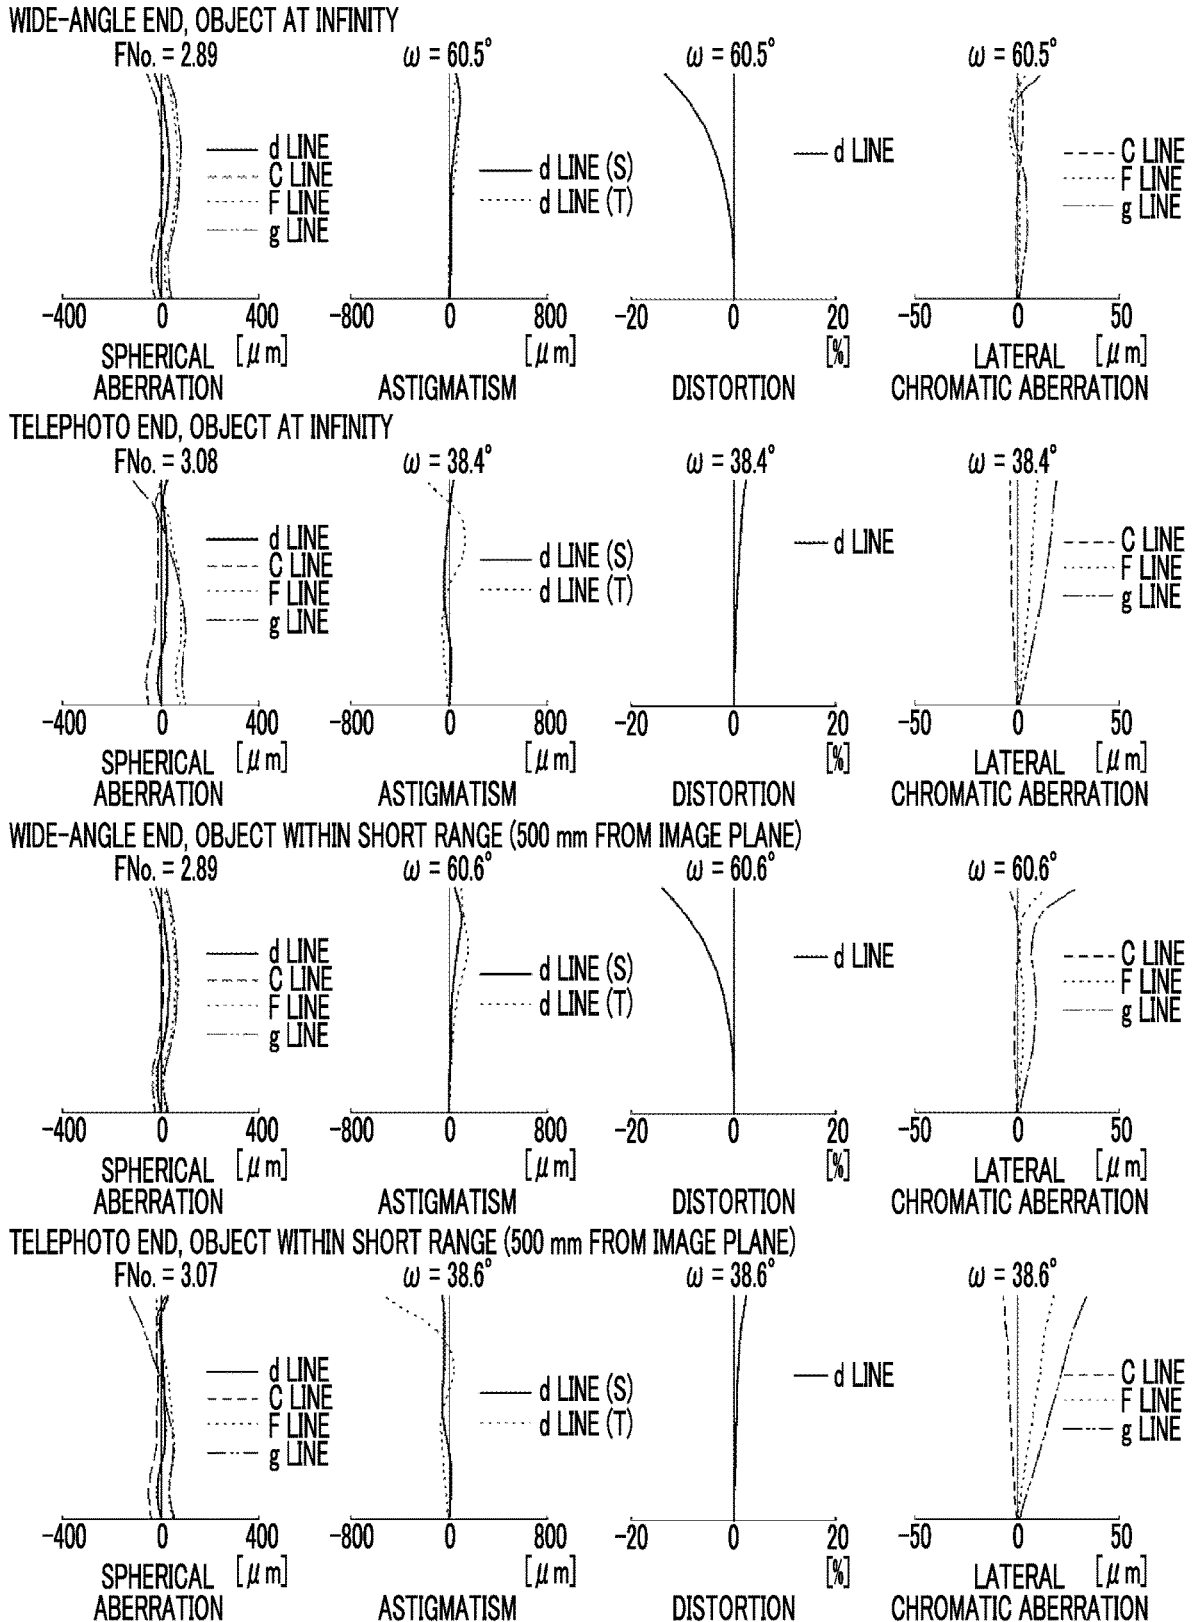 WIDE-ANGLE END, OBJECT AT INFINITY
FNo. = 2.89
ω = 60.5°
ω = 60.5°
ω = 60.5°
d LINE
C LINE
F LINE
g LINE
d LINE (S)
d LINE (T)
d LINE
C LINE
F LINE
g LINE
-400 0 400
-800 0 800
-20 0 20
-50 0 50
[μm]
[μm]
[%]
[μm]
SPHERICAL
ABERRATION
ASTIGMATISM
DISTORTION
LATERAL
CHROMATIC ABERRATION
TELEPHOTO END, OBJECT AT INFINITY
FNo. = 3.08
ω = 38.4°
ω = 38.4°
ω = 38.4°
d LINE
C LINE
F LINE
g LINE
d LINE (S)
d LINE (T)
d LINE
C LINE
F LINE
g LINE
-400 0 400
-800 0 800
-20 0 20
-50 0 50
[μm]
[μm]
[%]
[μm]
SPHERICAL
ABERRATION
ASTIGMATISM
DISTORTION
LATERAL
CHROMATIC ABERRATION
WIDE-ANGLE END, OBJECT WITHIN SHORT RANGE (500 mm FROM IMAGE PLANE)
FNo. = 2.89
ω = 60.6°
ω = 60.6°
ω = 60.6°
d LINE
C LINE
F LINE
g LINE
d LINE (S)
d LINE (T)
d LINE
C LINE
F LINE
g LINE
-400 0 400
-800 0 800
-20 0 20
-50 0 50
[μm]
[μm]
[%]
[μm]
SPHERICAL
ABERRATION
ASTIGMATISM
DISTORTION
LATERAL
CHROMATIC ABERRATION
TELEPHOTO END, OBJECT WITHIN SHORT RANGE (500 mm FROM IMAGE PLANE)
FNo. = 3.07
ω = 38.6°
ω = 38.6°
ω = 38.6°
d LINE
C LINE
F LINE
g LINE
d LINE (S)
d LINE (T)
d LINE
C LINE
F LINE
g LINE
-400 0 400
-800 0 800
-20 0 20
-50 0 50
[μm]
[μm]
[%]
[μm]
SPHERICAL
ABERRATION
ASTIGMATISM
DISTORTION
LATERAL
CHROMATIC ABERRATION